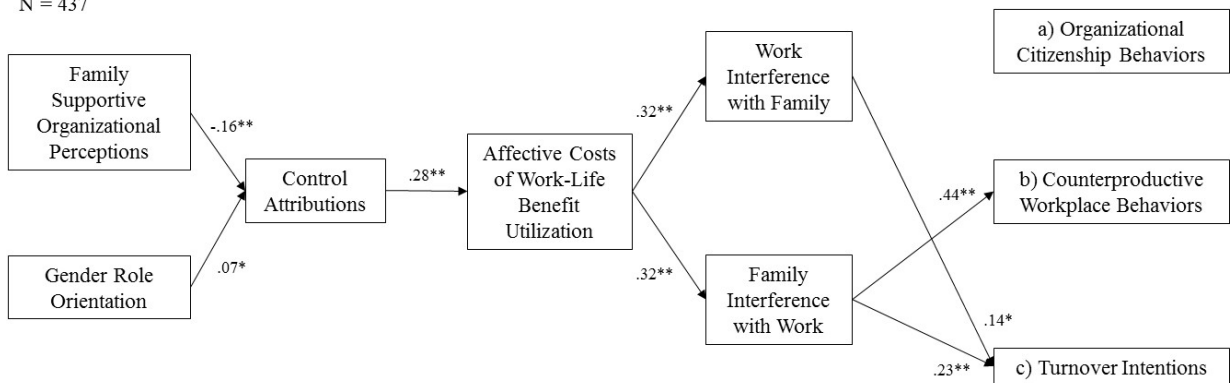 N = 437
Family
Supportive
Organizational
Perceptions
Gender Role
Orientation
-.16**
.07*
Control
Attributions
.28**
Affective Costs
of Work-Life
Benefit
Utilization
.32**
.32**
Work
Interference
with Family
Family
Interference
with Work
.44**
.14*
.23**
a) Organizational
Citizenship Behaviors
b) Counterproductive
Workplace Behaviors
c) Turnover Intentions